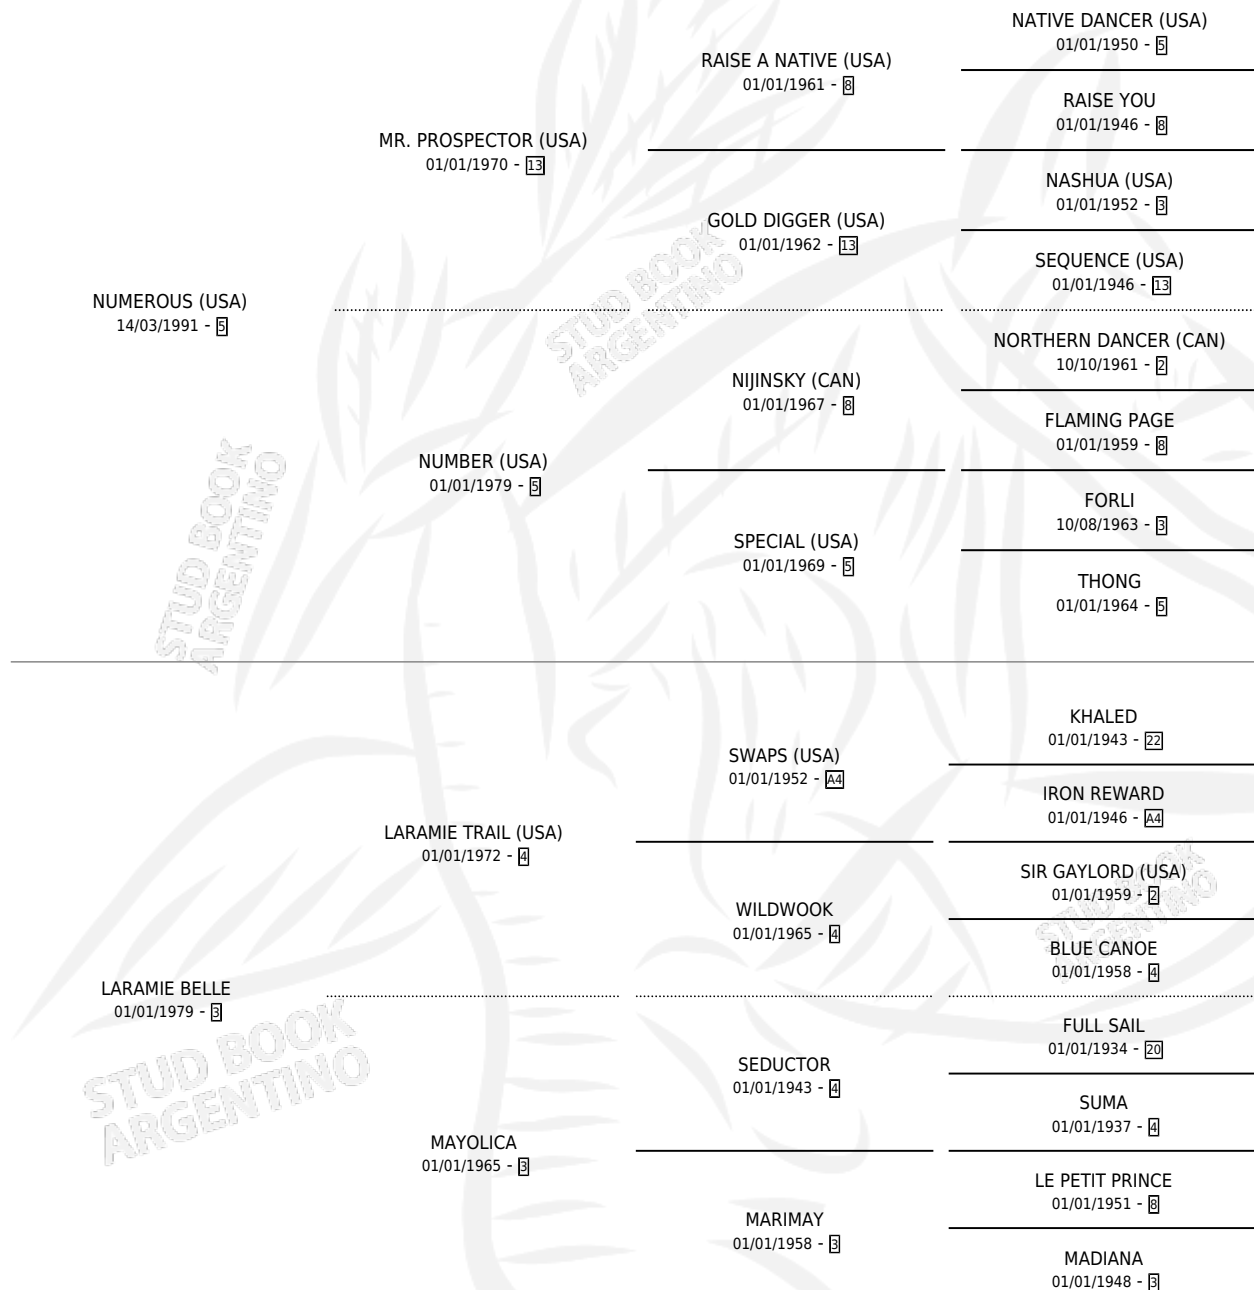 NATIVE DANCER (USA)
01/01/1950 - 5
RAISE A NATIVE (USA)
01/01/1961 - 8
RAISE YOU
01/01/1946 - 8
MR. PROSPECTOR (USA)
01/01/1970 - 13
NASHUA (USA)
01/01/1952 - 3
GOLD DIGGER (USA)
01/01/1962 - 13
SEQUENCE (USA)
01/01/1946 - 13
NUMEROUS (USA)
14/03/1991 - 5
STUD BOOK
ARGENTINO
NORTHERN DANCER (CAN)
10/10/1961 - 2
NIJINSKY (CAN)
01/01/1967 - 8
FLAMING PAGE
01/01/1959 - 8
NUMBER (USA)
01/01/1979 - 5
FORLI
10/08/1963 - 3
SPECIAL (USA)
01/01/1969 - 5
THONG
01/01/1964 - 5
STUD BOOK
ARGENTINO
KHALED
01/01/1943 - 22
SWAPS (USA)
01/01/1952 - A4
IRON REWARD
01/01/1946 - A4
LARAMIE TRAIL (USA)
01/01/1972 - 4
SIR GAYLORD (USA)
01/01/1959 - 2
WILDWOOK
01/01/1965 - 4
STUD BOOK
ARGENTINO
BLUE CANOE
01/01/1958 - 4
LARAMIE BELLE
01/01/1979 - 3
STUD BOOK
ARGENTINO
FULL SAIL
01/01/1934 - 20
SEDUCTOR
01/01/1943 - 4
SUMA
01/01/1937 - 4
MAYOLICA
01/01/1965 - 3
LE PETIT PRINCE
01/01/1951 - 8
MARIMAY
01/01/1958 - 3
MADIANA
01/01/1948 - 3